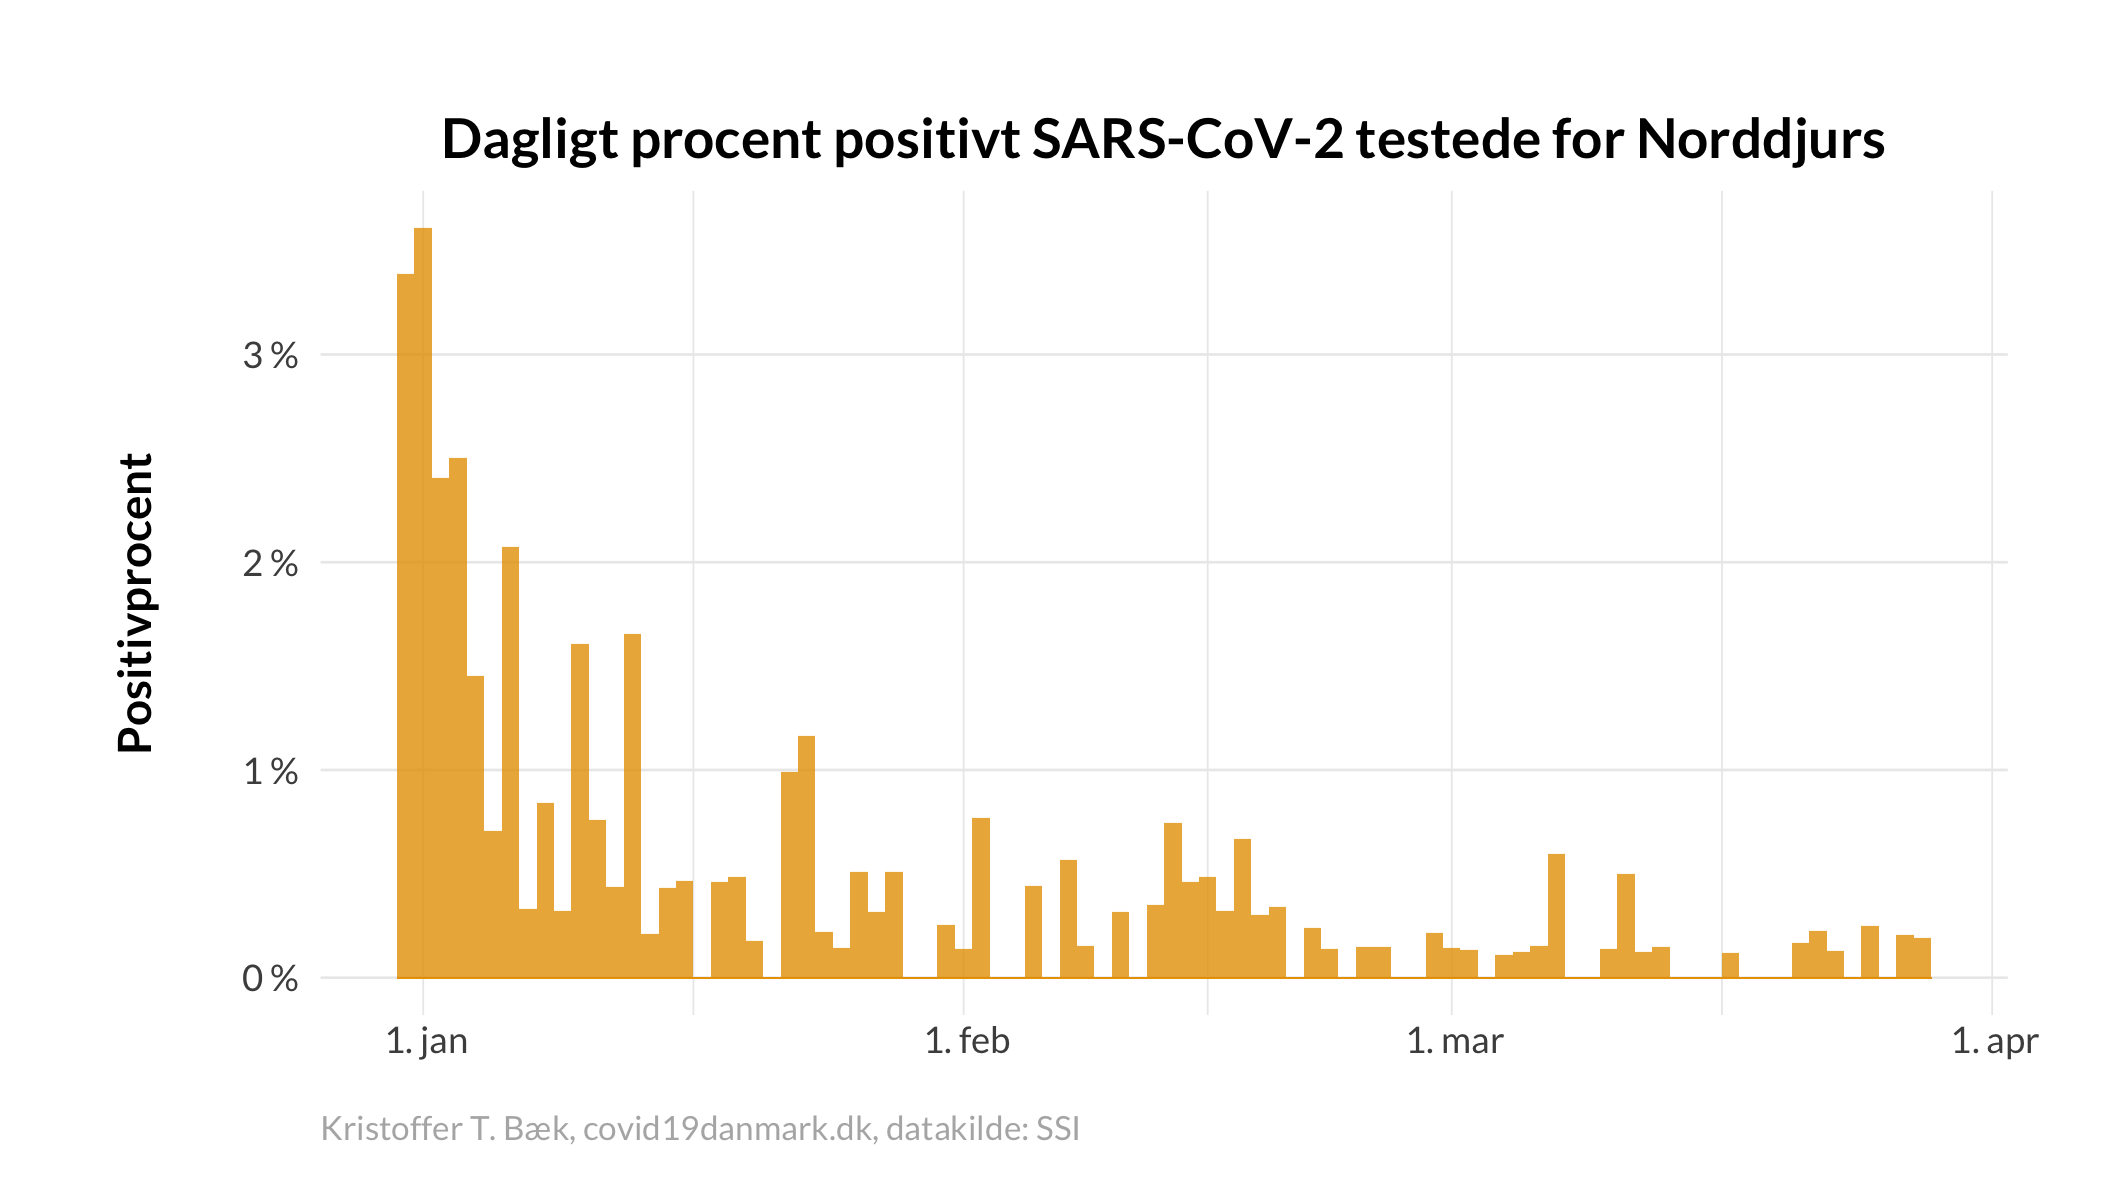 Dagligt procent positivt SARS-CoV-2 testede for Norddjurs
Positivprocent
3 %
2 %
1 %
0 %
1. jan
1. feb
1. mar
1. apr
Kristoffer T. Bæk, covid19danmark.dk, datakilde: SSI